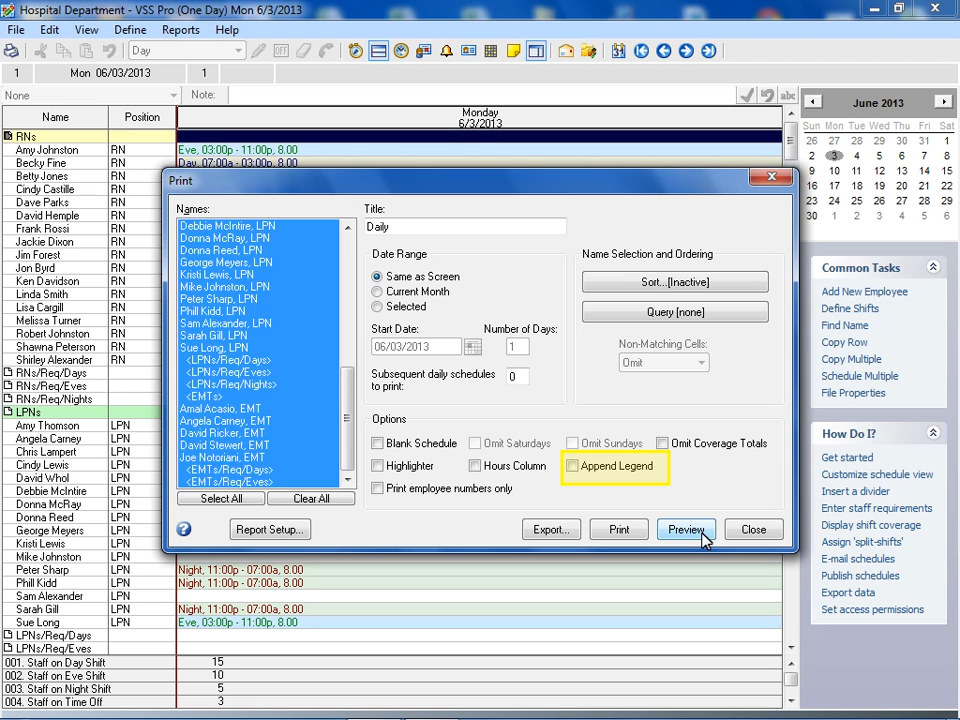 Hospital Department - VSS Pro (One Day) Mon 6/3/2013
File Edit View Define Reports Help
Day
OFF
31
1 Mon 06/03/2013 1
None Note: abc
Name Position Monday
6/3/2013
RNs
Amy Johnston RN Eve, 03:00p - 11:00p, 8.00
Becky Fine RN Day, 07:00a - 03:00p, 8.00
Betty Jones RN
Cindy Castille RN
Dave Parks RN
David Hemple RN
Frank Rossi RN
Jackie Dixon RN
Jim Forest RN
Jon Byrd RN
Ken Davidson RN
Linda Smith RN
Lisa Cargill RN
Melissa Turner RN
Robert Johnston RN
Shawna Peterson RN
Shirley Alexander RN
RNs/Req/Days
RNs/Req/Eves
RNs/Req/Nights
LPNs
Amy Thomson LPN
Angela Carney LPN
Chris Lampert LPN
Cindy Lewis LPN
David Whol LPN
Debbie McIntire LPN
Donna McRay LPN
Donna Reed LPN
George Meyers LPN
Kristi Lewis LPN
Mike Johnston LPN
Peter Sharp LPN Night, 11:00p - 07:00a, 8.00
Phill Kidd LPN Night, 11:00p - 07:00a, 8.00
Sam Alexander LPN
Sarah Gill LPN Night, 11:00p - 07:00a, 8.00
Sue Long LPN Eve, 03:00p - 11:00p, 8.00
LPNs/Req/Days
LPNs/Req/Eves
001. Staff on Day Shift 15
002. Staff on Eve Shift 10
003. Staff on Night Shift 5
004. Staff on Time Off 3
Print
Names:
Debbie McIntire, LPN
Donna McRay, LPN
Donna Reed, LPN
George Meyers, LPN
Kristi Lewis, LPN
Mike Johnston, LPN
Peter Sharp, LPN
Phill Kidd, LPN
Sam Alexander, LPN
Sarah Gill, LPN
Sue Long, LPN
<LPNs/Req/Days>
<LPNs/Req/Eves>
<LPNs/Req/Nights>
<EMTs>
Amal Acasio, EMT
Angela Carney, EMT
David Ricker, EMT
David Stewert, EMT
Joe Notoriani, EMT
<EMTs/Req/Days>
<EMTs/Req/Eves>
Select All Clear All
Title:
Daily
Date Range
Same as Screen
Current Month
Selected
Start Date: Number of Days:
06/03/2013 1
Subsequent daily schedules
to print: 0
Name Selection and Ordering
Sort...[Inactive]
Query [none]
Non-Matching Cells:
Omit
Options
Blank Schedule Omit Saturdays Omit Sundays Omit Coverage Totals
Highlighter Hours Column Append Legend
Print employee numbers only
Report Setup... Export... Print Preview Close
June 2013
Sun Mon Tue Wed Thu Fri Sat
26 27 28 29 30 31 1
2 3 4 5 6 7 8
9 10 11 12 13 14 15
16 17 18 19 20 21 22
23 24 25 26 27 28 29
30 1 2 3 4 5 6
Common Tasks
Add New Employee
Define Shifts
Find Name
Copy Row
Copy Multiple
Schedule Multiple
File Properties
How Do I?
Get started
Customize schedule view
Insert a divider
Enter staff requirements
Display shift coverage
Assign 'split-shifts'
E-mail schedules
Publish schedules
Export data
Set access permissions